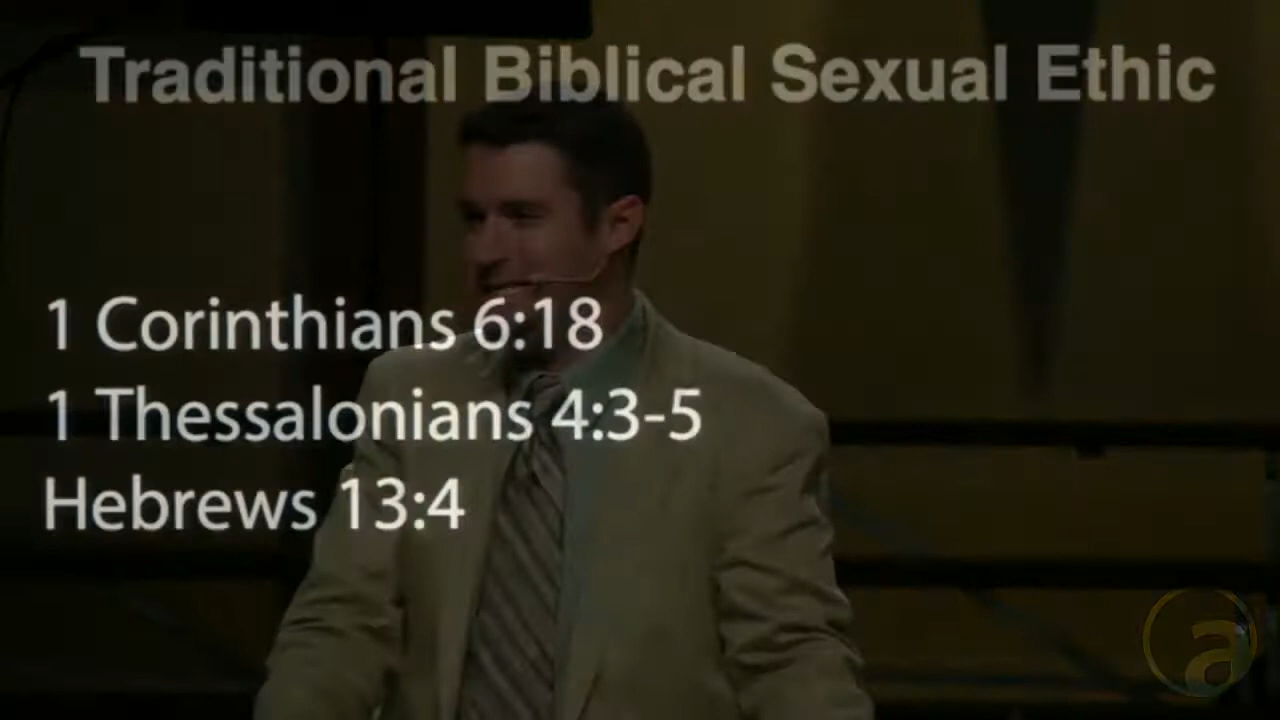 Traditional Biblical Sexual Ethic
1 Corinthians 6:18
1 Thessalonians 4:3-5
Hebrews 13:4
a